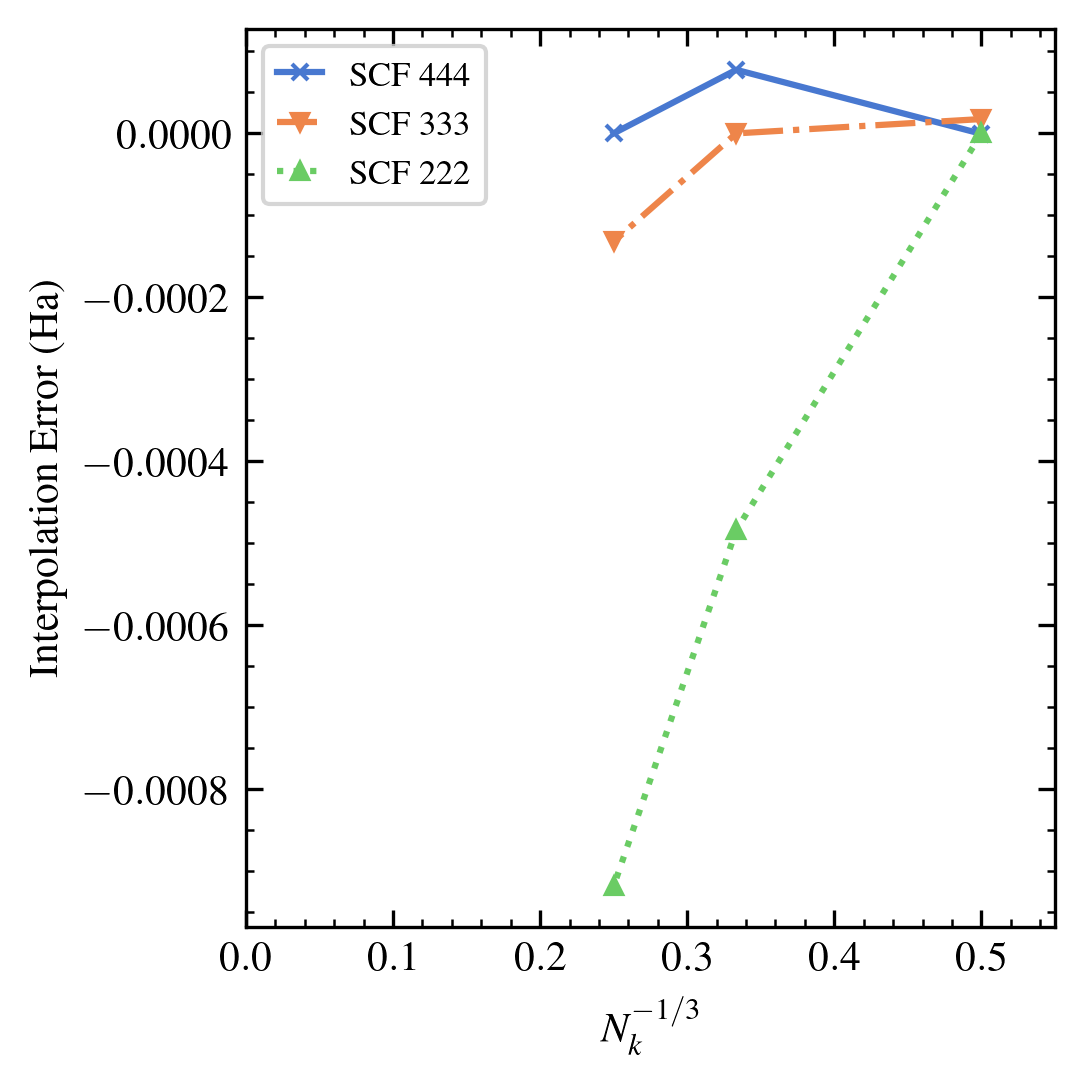 SCF 444
SCF 333
SCF 222
0.0000
−0.0002
−0.0004
−0.0006
−0.0008
Interpolation Error (Ha)
0.0 0.1 0.2 0.3 0.4 0.5
$N_k^{-1/3}$